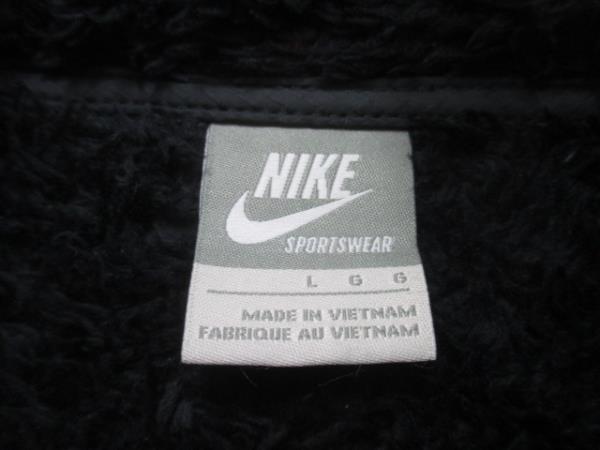 NIKE
SPORTSWEAR
L G G
MADE IN VIETNAM
FABRIQUE AU VIETNAM